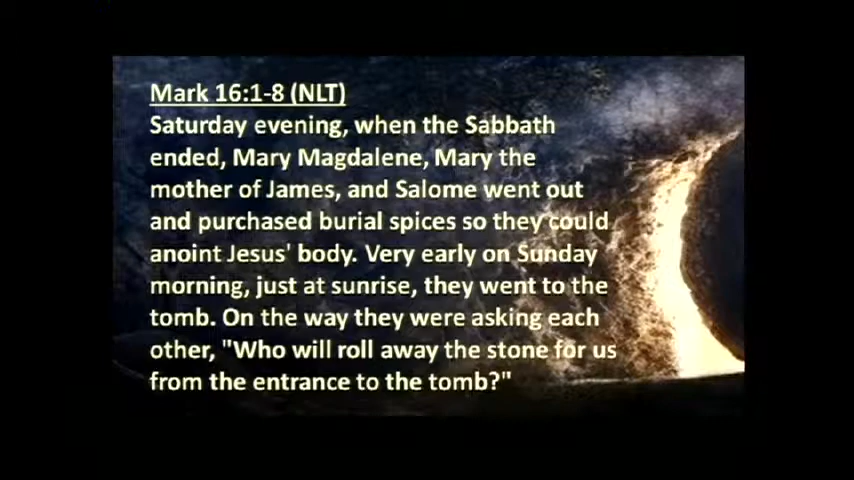 Mark 16:1-8 (NLT)
Saturday evening, when the Sabbath
ended, Mary Magdalene, Mary the
mother of James, and Salome went out
and purchased burial spices so they could
anoint Jesus' body. Very early on Sunday
morning, just at sunrise, they went to the
tomb. On the way they were asking each
other, "Who will roll away the stone for us
from the entrance to the tomb?"